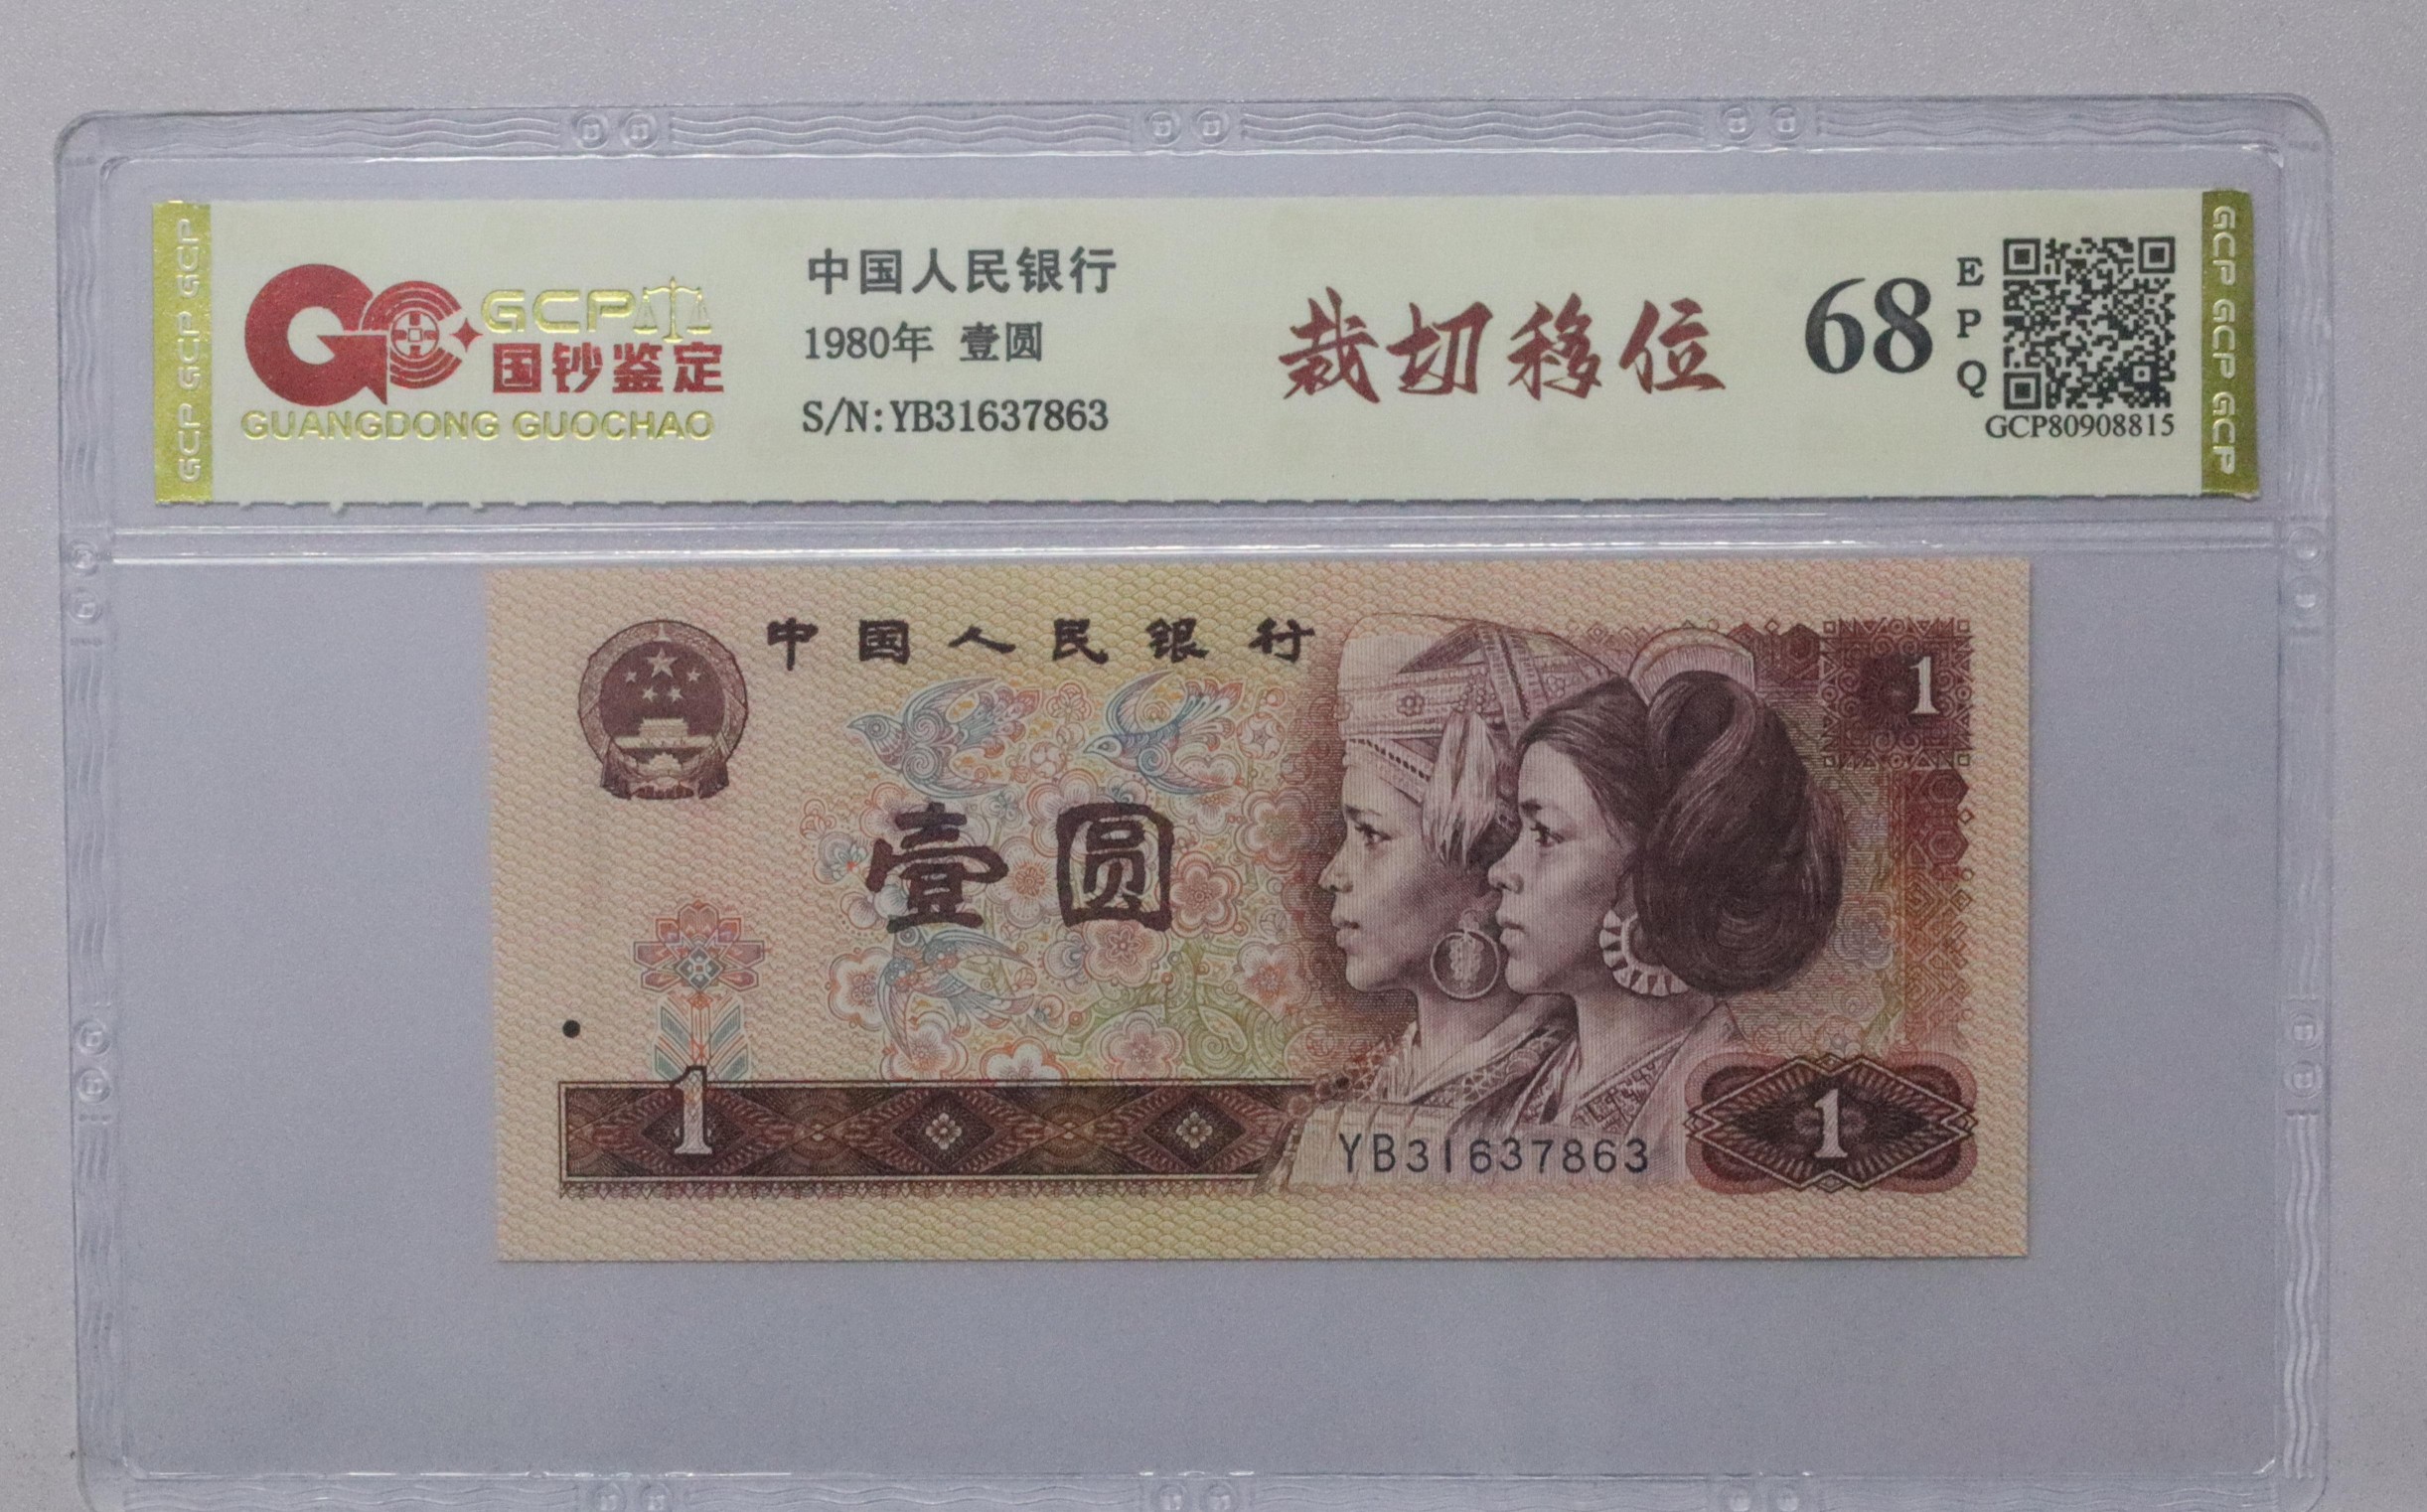 GCP GCP GCP
GCP
国钞鉴定
GUANGDONG GUOCHAO
中国人民银行
1980年 壹圆
S/N:YB31637863
裁切移位
68
EPQ
GCP80908815
GCP GCP GCP
中国人民银行
1
壹圆
1
YB31637863
1